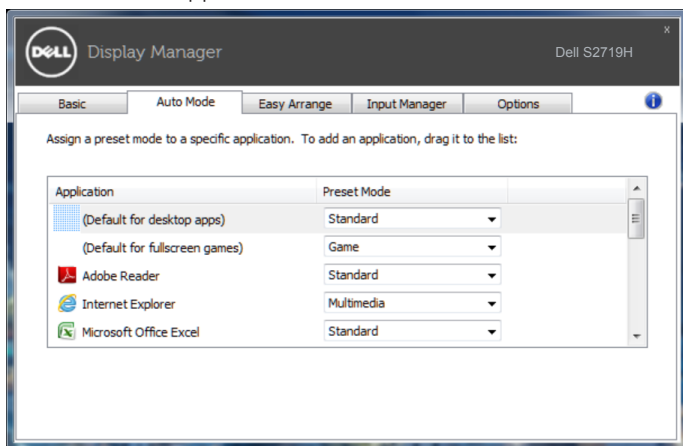 DELL Display Manager
x
Dell S2719H
Basic Auto Mode Easy Arrange Input Manager Options
Assign a preset mode to a specific application. To add an application, drag it to the list:
Application Preset Mode
(Default for desktop apps) Standard
(Default for fullscreen games) Game
Adobe Reader Standard
Internet Explorer Multimedia
Microsoft Office Excel Standard